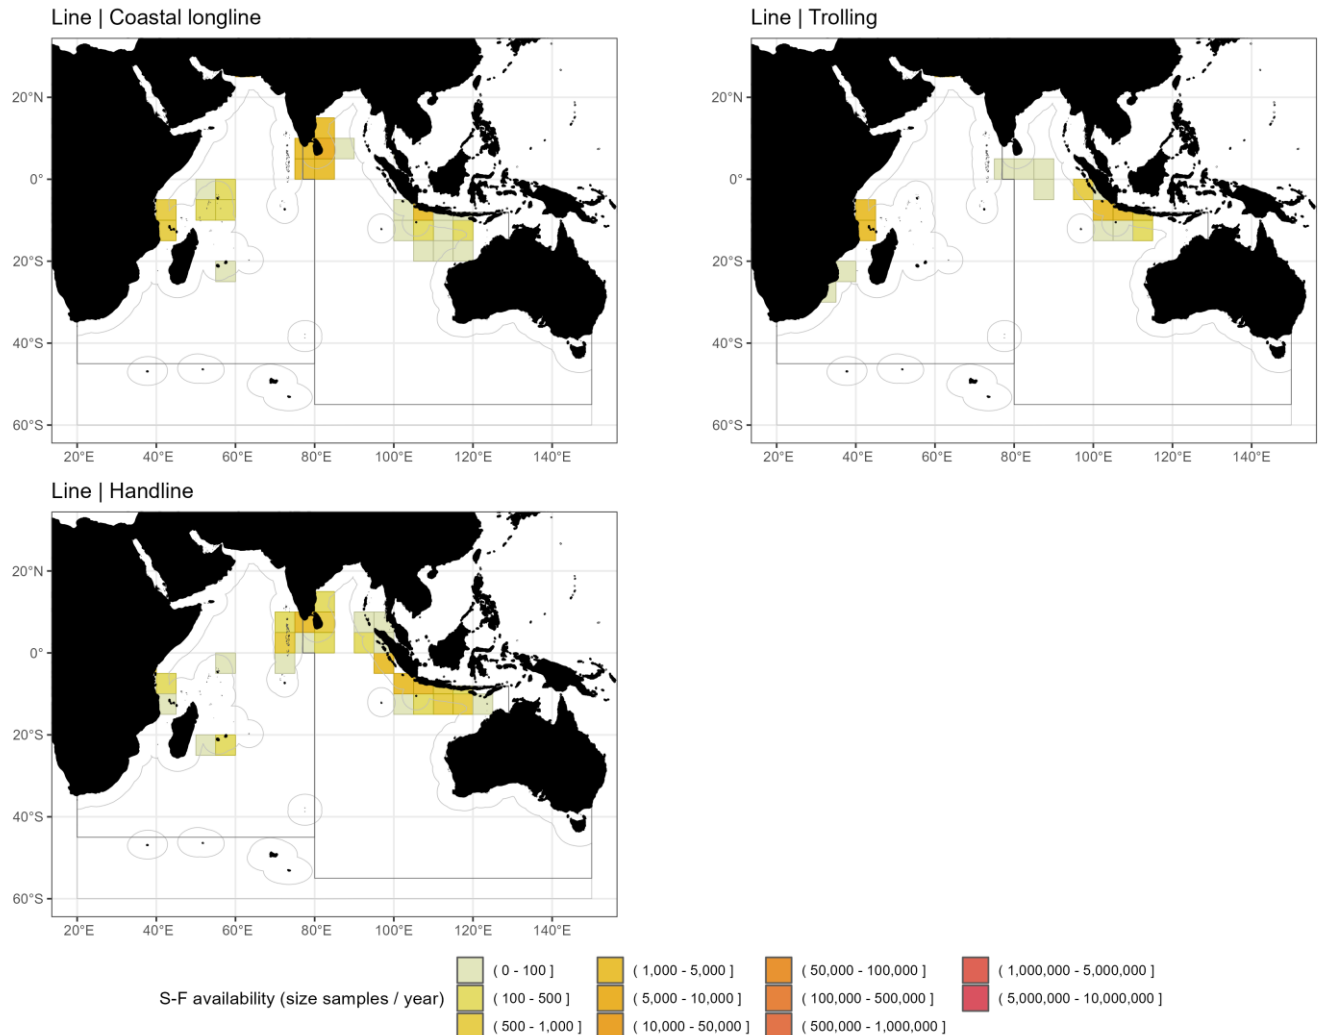 Line | Coastal longline
Line | Trolling
20°N
0°
20°S
40°S
60°S
20°E 40°E 60°E 80°E 100°E 120°E 140°E
20°N
0°
20°S
40°S
60°S
20°E 40°E 60°E 80°E 100°E 120°E 140°E
Line | Handline
20°N
0°
20°S
40°S
60°S
20°E 40°E 60°E 80°E 100°E 120°E 140°E
S-F availability (size samples / year)
( 0 - 100 ]
( 100 - 500 ]
( 500 - 1,000 ]
( 1,000 - 5,000 ]
( 5,000 - 10,000 ]
( 10,000 - 50,000 ]
( 50,000 - 100,000 ]
( 100,000 - 500,000 ]
( 500,000 - 1,000,000 ]
( 1,000,000 - 5,000,000 ]
( 5,000,000 - 10,000,000 ]